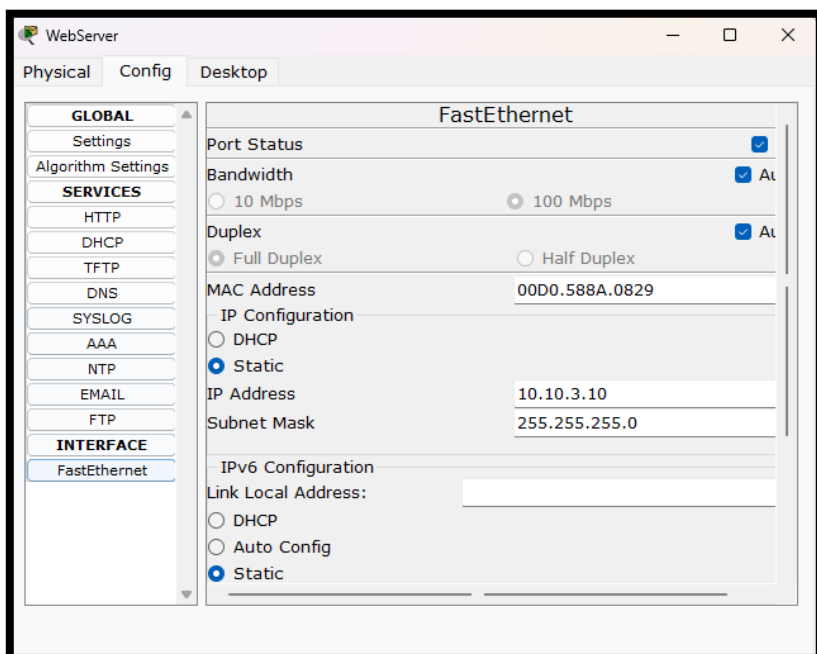 WebServer
Physical Config Desktop
GLOBAL
Settings
Algorithm Settings
SERVICES
HTTP
DHCP
TFTP
DNS
SYSLOG
AAA
NTP
EMAIL
FTP
INTERFACE
FastEthernet
FastEthernet
Port Status
Bandwidth Au
10 Mbps 100 Mbps
Duplex Au
Full Duplex Half Duplex
MAC Address 00D0.588A.0829
IP Configuration
DHCP
Static
IP Address 10.10.3.10
Subnet Mask 255.255.255.0
IPv6 Configuration
Link Local Address:
DHCP
Auto Config
Static